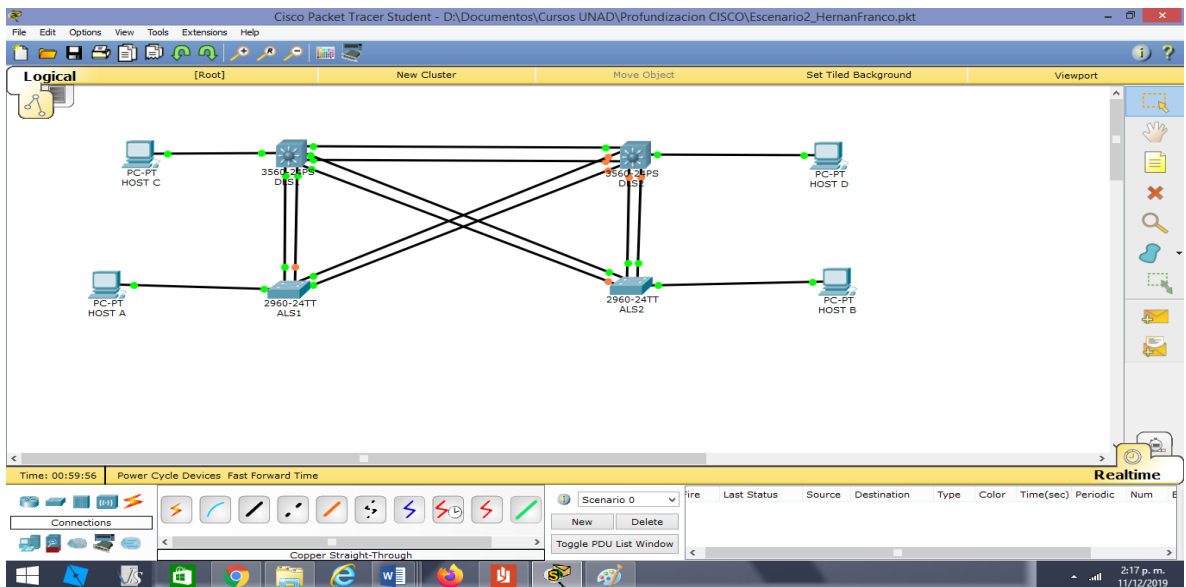 Cisco Packet Tracer Student - D:\Documentos\Cursos UNAD\Profundizacion CISCO\Escenario2_HernanFranco.pkt
File Edit Options View Tools Extensions Help
Logical [Root] New Cluster Move Object Set Tiled Background Viewport
PC-PT
HOST C
3560-24PS
DLS1
3560-24PS
DLS2
PC-PT
HOST D
PC-PT
HOST A
2960-24TT
ALS1
2960-24TT
ALS2
PC-PT
HOST B
Time: 00:59:56 Power Cycle Devices Fast Forward Time Realtime
Connections
Copper Straight-Through
Scenario 0
New Delete
Toggle PDU List Window
Fire Last Status Source Destination Type Color Time(sec) Periodic Num E
2:17 p. m.
11/12/2019